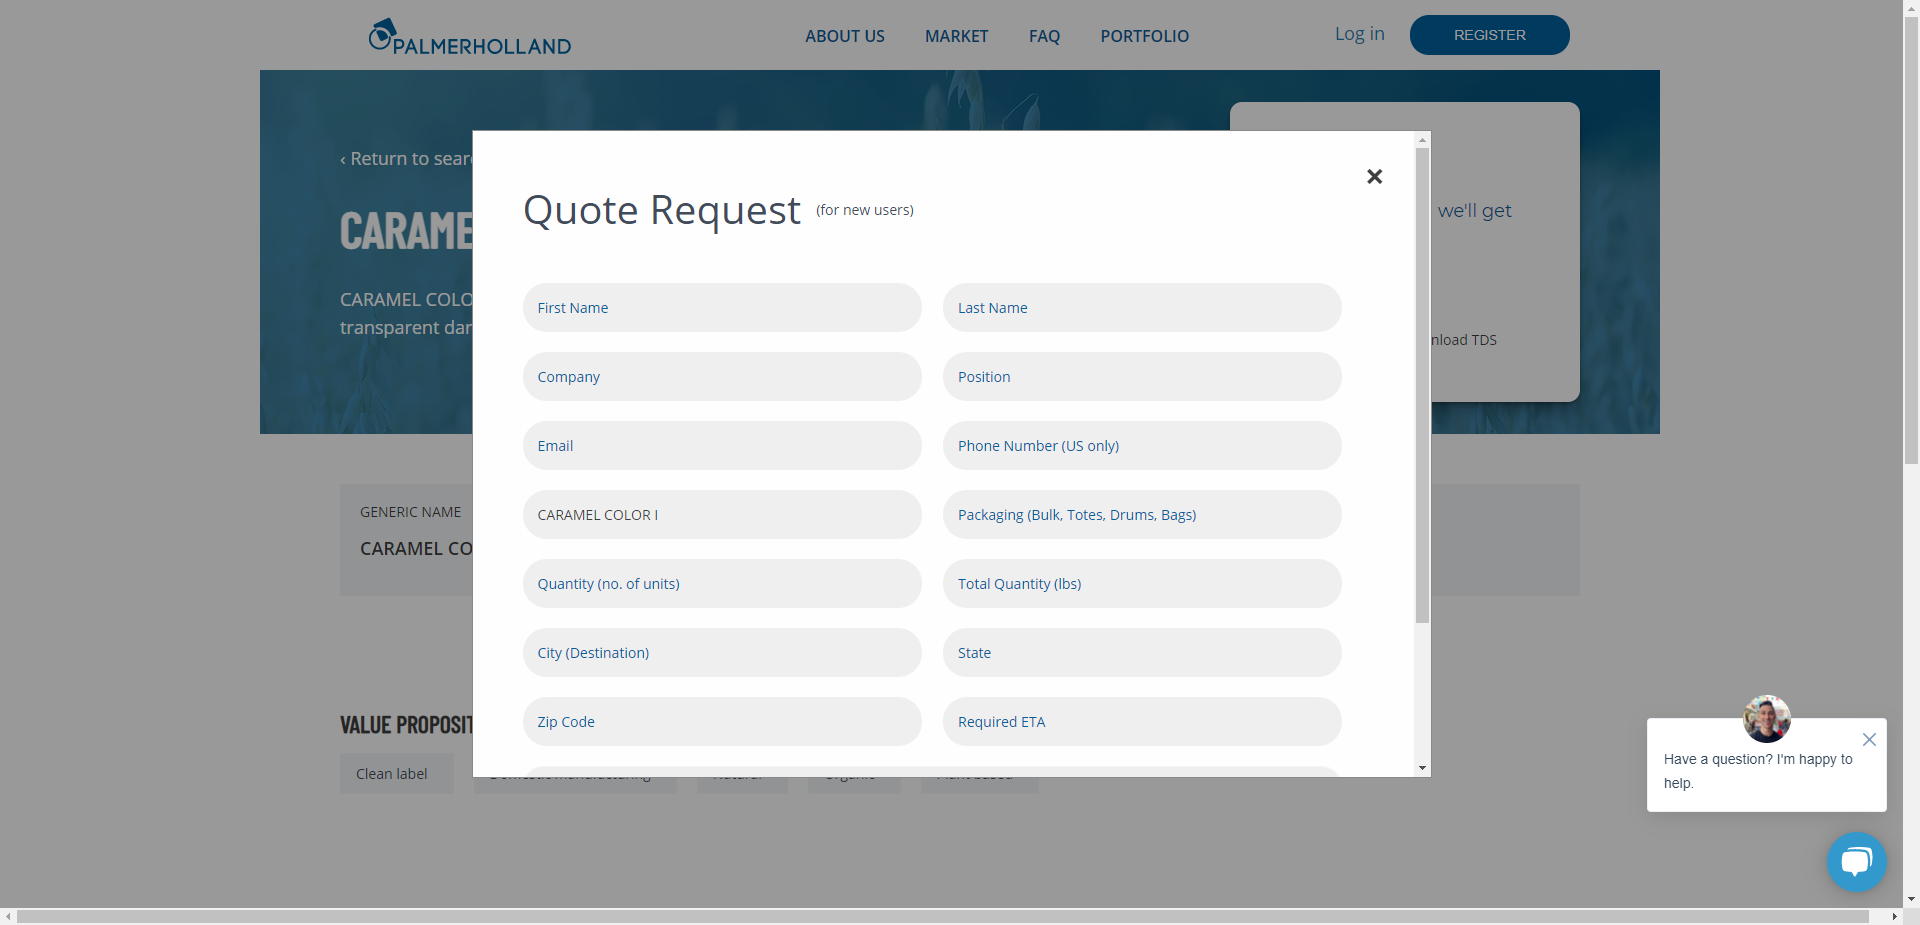 PALMERHOLLAND
ABOUT US MARKET FAQ PORTFOLIO
Log in REGISTER
‹ Return to sear
we'll get
CARAME
CARAMEL COLO
transparent dar
nload TDS
GENERIC NAME
CARAMEL CO
VALUE PROPOSIT
Clean label
Quote Request (for new users)
First Name Last Name
Company Position
Email Phone Number (US only)
CARAMEL COLOR I Packaging (Bulk, Totes, Drums, Bags)
Quantity (no. of units) Total Quantity (lbs)
City (Destination) State
Zip Code Required ETA
Have a question? I'm happy to
help.